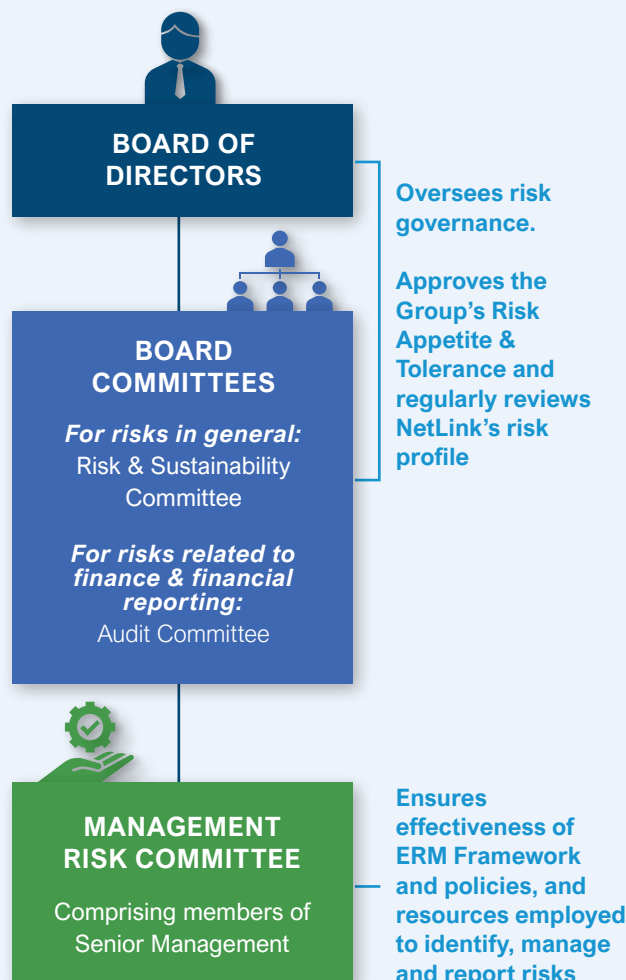 BOARD OF
DIRECTORS
Oversees risk
governance.
Approves the
Group's Risk
Appetite &
Tolerance and
regularly reviews
NetLink's risk
profile
BOARD
COMMITTEES
For risks in general:
Risk & Sustainability
Committee
For risks related to
finance & financial
reporting:
Audit Committee
MANAGEMENT
RISK COMMITTEE
Comprising members of
Senior Management
Ensures
effectiveness of
ERM Framework
and policies, and
resources employed
to identify, manage
and report risks